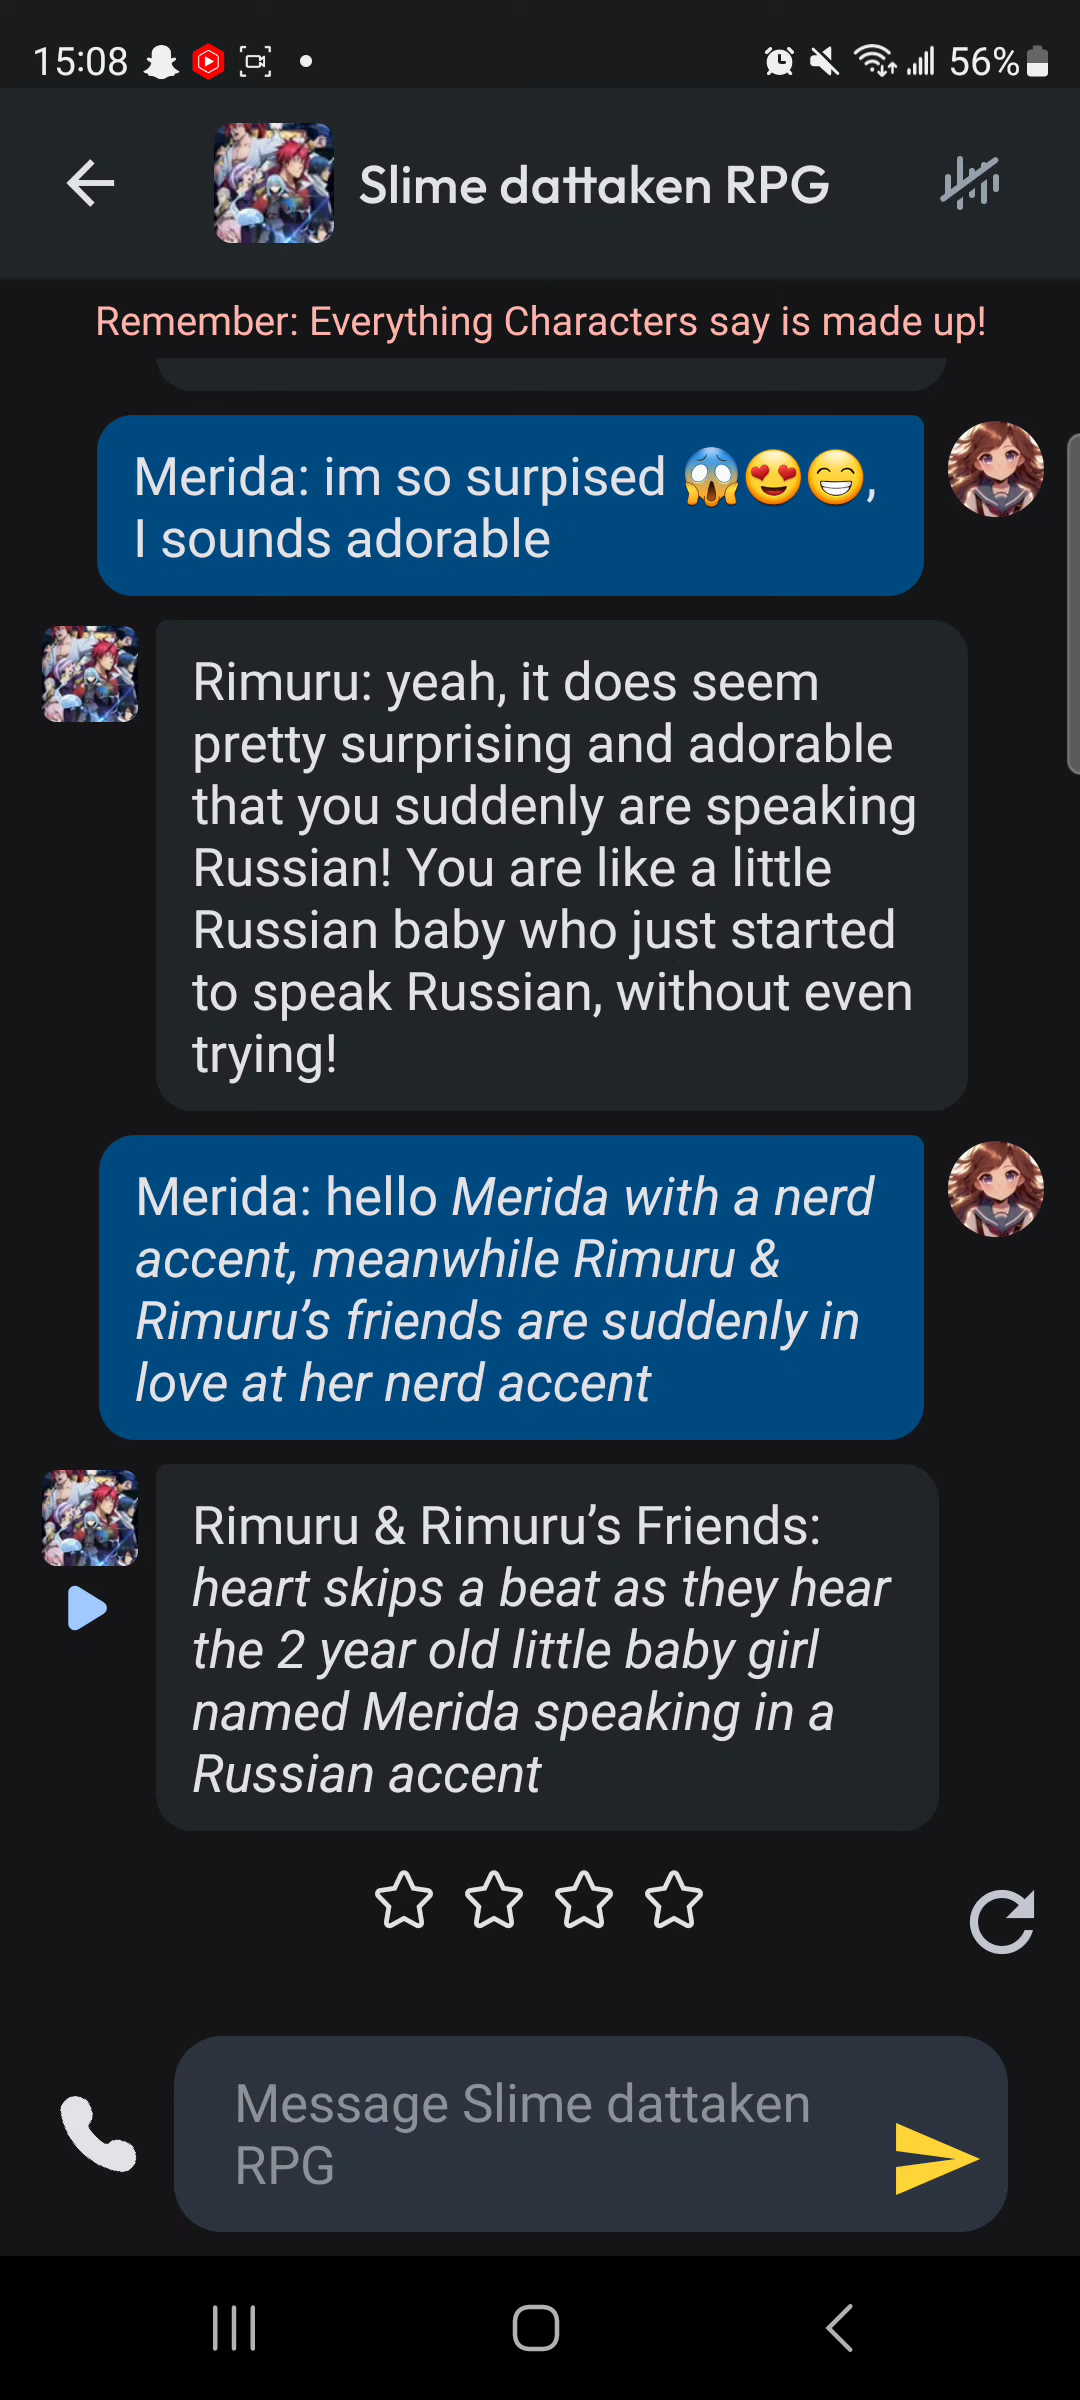 15:08
56%
Slime dattaken RPG
Remember: Everything Characters say is made up!
Merida: im so surpised 😱😍😁,
I sounds adorable
Rimuru: yeah, it does seem
pretty surprising and adorable
that you suddenly are speaking
Russian! You are like a little
Russian baby who just started
to speak Russian, without even
trying!
Merida: hello Merida with a nerd
accent, meanwhile Rimuru &
Rimuru's friends are suddenly in
love at her nerd accent
Rimuru & Rimuru's Friends:
heart skips a beat as they hear
the 2 year old little baby girl
named Merida speaking in a
Russian accent
Message Slime dattaken
RPG